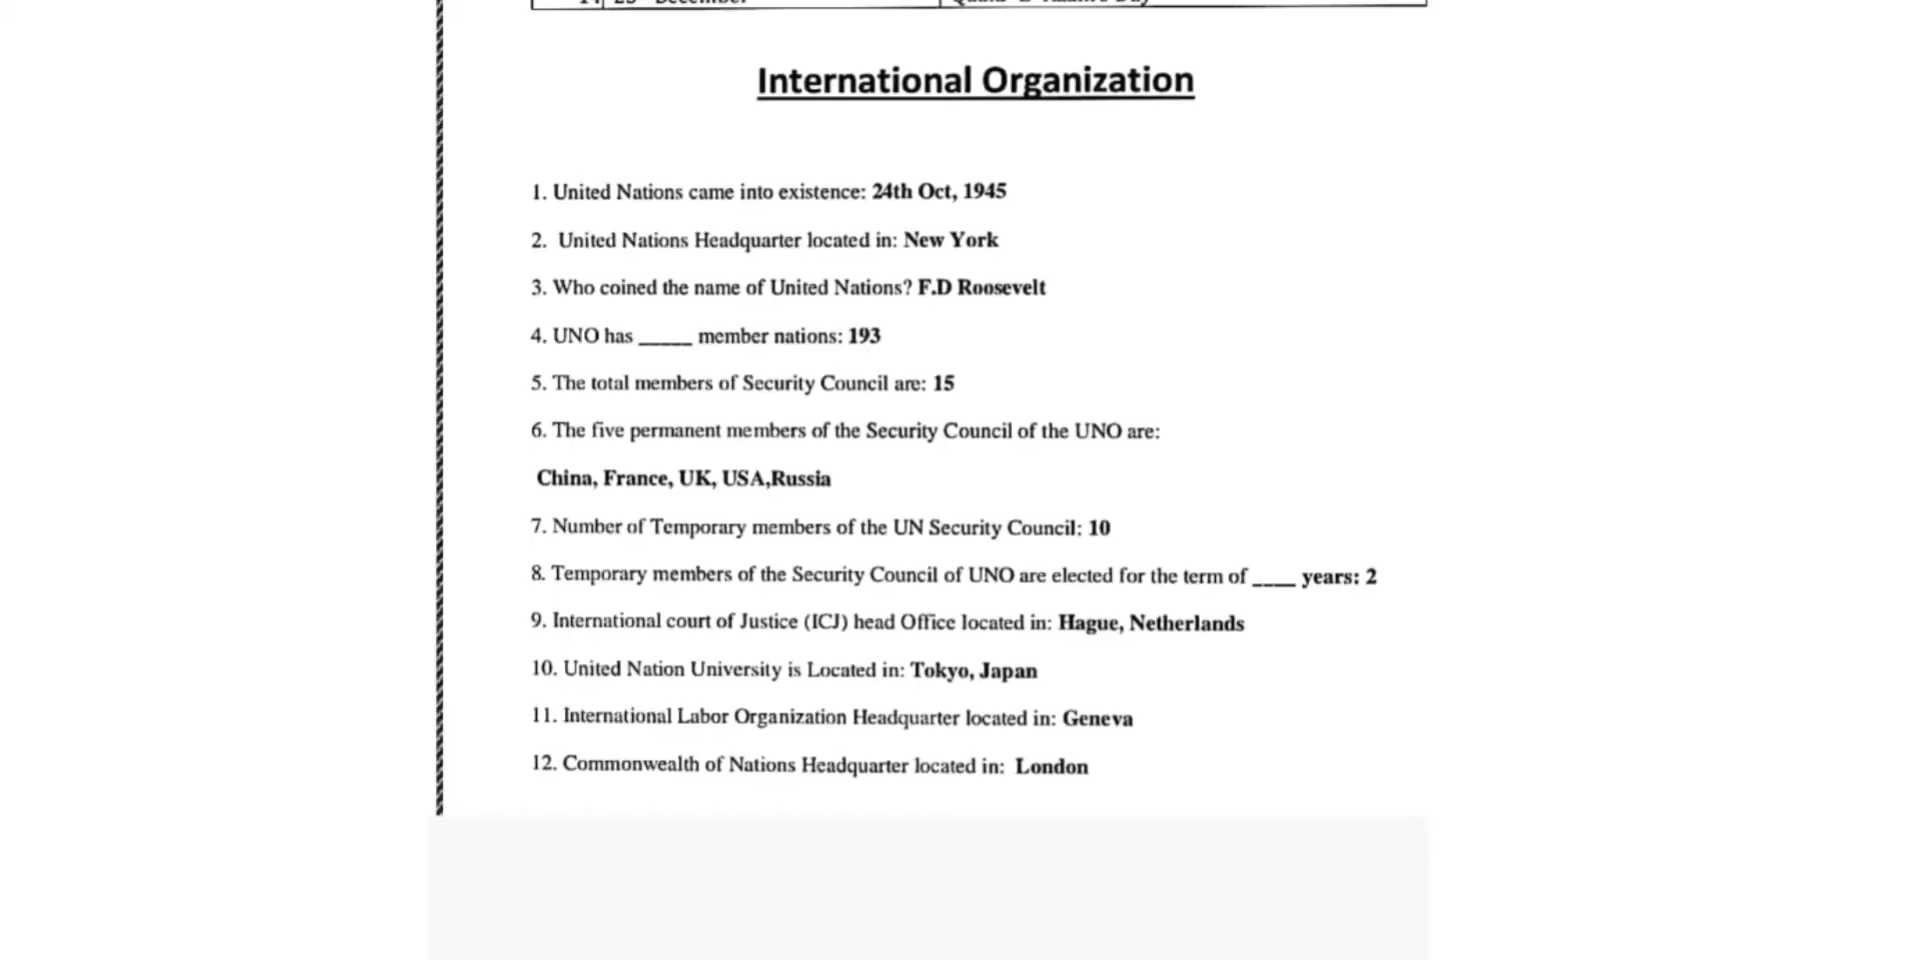 International Organization
1. United Nations came into existence: 24th Oct, 1945
2. United Nations Headquarter located in: New York
3. Who coined the name of United Nations? F.D Roosevelt
4. UNO has _____ member nations: 193
5. The total members of Security Council are: 15
6. The five permanent members of the Security Council of the UNO are:
China, France, UK, USA,Russia
7. Number of Temporary members of the UN Security Council: 10
8. Temporary members of the Security Council of UNO are elected for the term of ____ years: 2
9. International court of Justice (ICJ) head Office located in: Hague, Netherlands
10. United Nation University is Located in: Tokyo, Japan
11. International Labor Organization Headquarter located in: Geneva
12. Commonwealth of Nations Headquarter located in: London